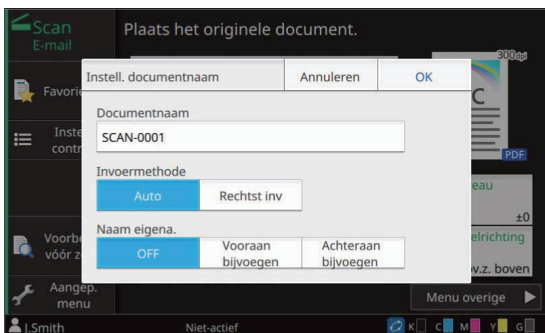 Scan
E-mail
Plaats het originele document.
300dpi
Instell. documentnaam
Annuleren
OK
Documentnaam
SCAN-0001
Invoermethode
Auto
Rechtst inv
Naam eigena.
OFF
Vooraan
bijvoegen
Achteraan
bijvoegen
Favorie
Inste
contr
Voorbe
vóór z
Aangep.
menu
C
PDF
eau
±0
elrichting
ov.z. boven
Menu overige
J.Smith
Niet-actief
K C M Y G